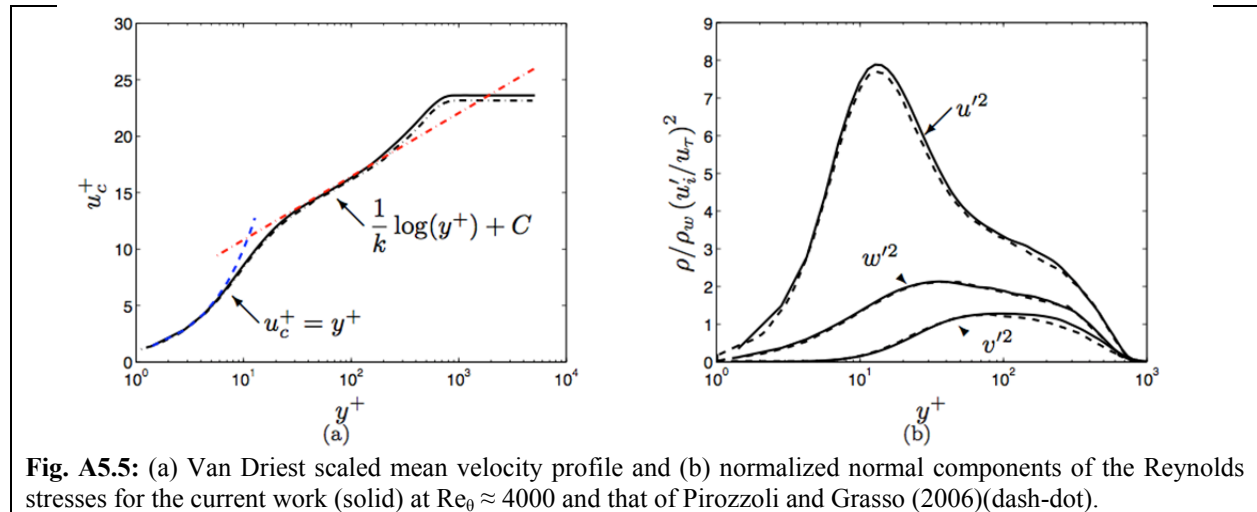 30
25
20
15
10
5
0
u_c^+
\frac{1}{k} log(y^+) + C
u_c^+ = y^+
10^0 10^1 10^2 10^3 10^4
y^+
(a)
9
8
7
6
5
4
3
2
1
0
ρ/ρ_w (u'_i/u_τ)^2
u'^2
w'^2
v'^2
10^0 10^1 10^2 10^3
y^+
(b)
Fig. A5.5: (a) Van Driest scaled mean velocity profile and (b) normalized normal components of the Reynolds
stresses for the current work (solid) at Re_θ ≈ 4000 and that of Pirozzoli and Grasso (2006)(dash-dot).